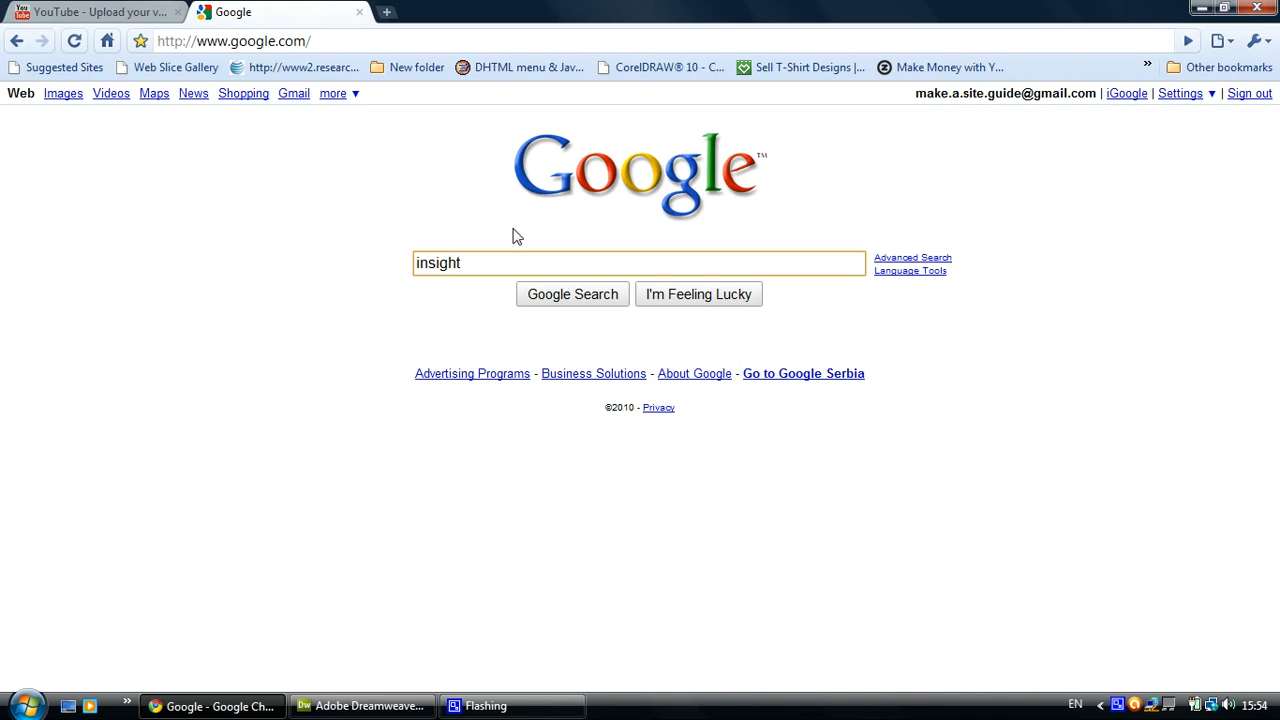 YouTube - Upload your v...
Google
http://www.google.com/
Suggested Sites
Web Slice Gallery
http://www2.researc...
New folder
DHTML menu & Jav...
CorelDRAW® 10 - C...
Sell T-Shirt Designs |...
Make Money with Y...
»
Other bookmarks
Web Images Videos Maps News Shopping Gmail more ▼
make.a.site.guide@gmail.com | iGoogle | Settings ▼ | Sign out
Google™
insight
Advanced Search
Language Tools
Google Search
I'm Feeling Lucky
Advertising Programs - Business Solutions - About Google - Go to Google Serbia
©2010 - Privacy
»
Google - Google Ch...
Dw Adobe Dreamweave...
Flashing
EN
15:54